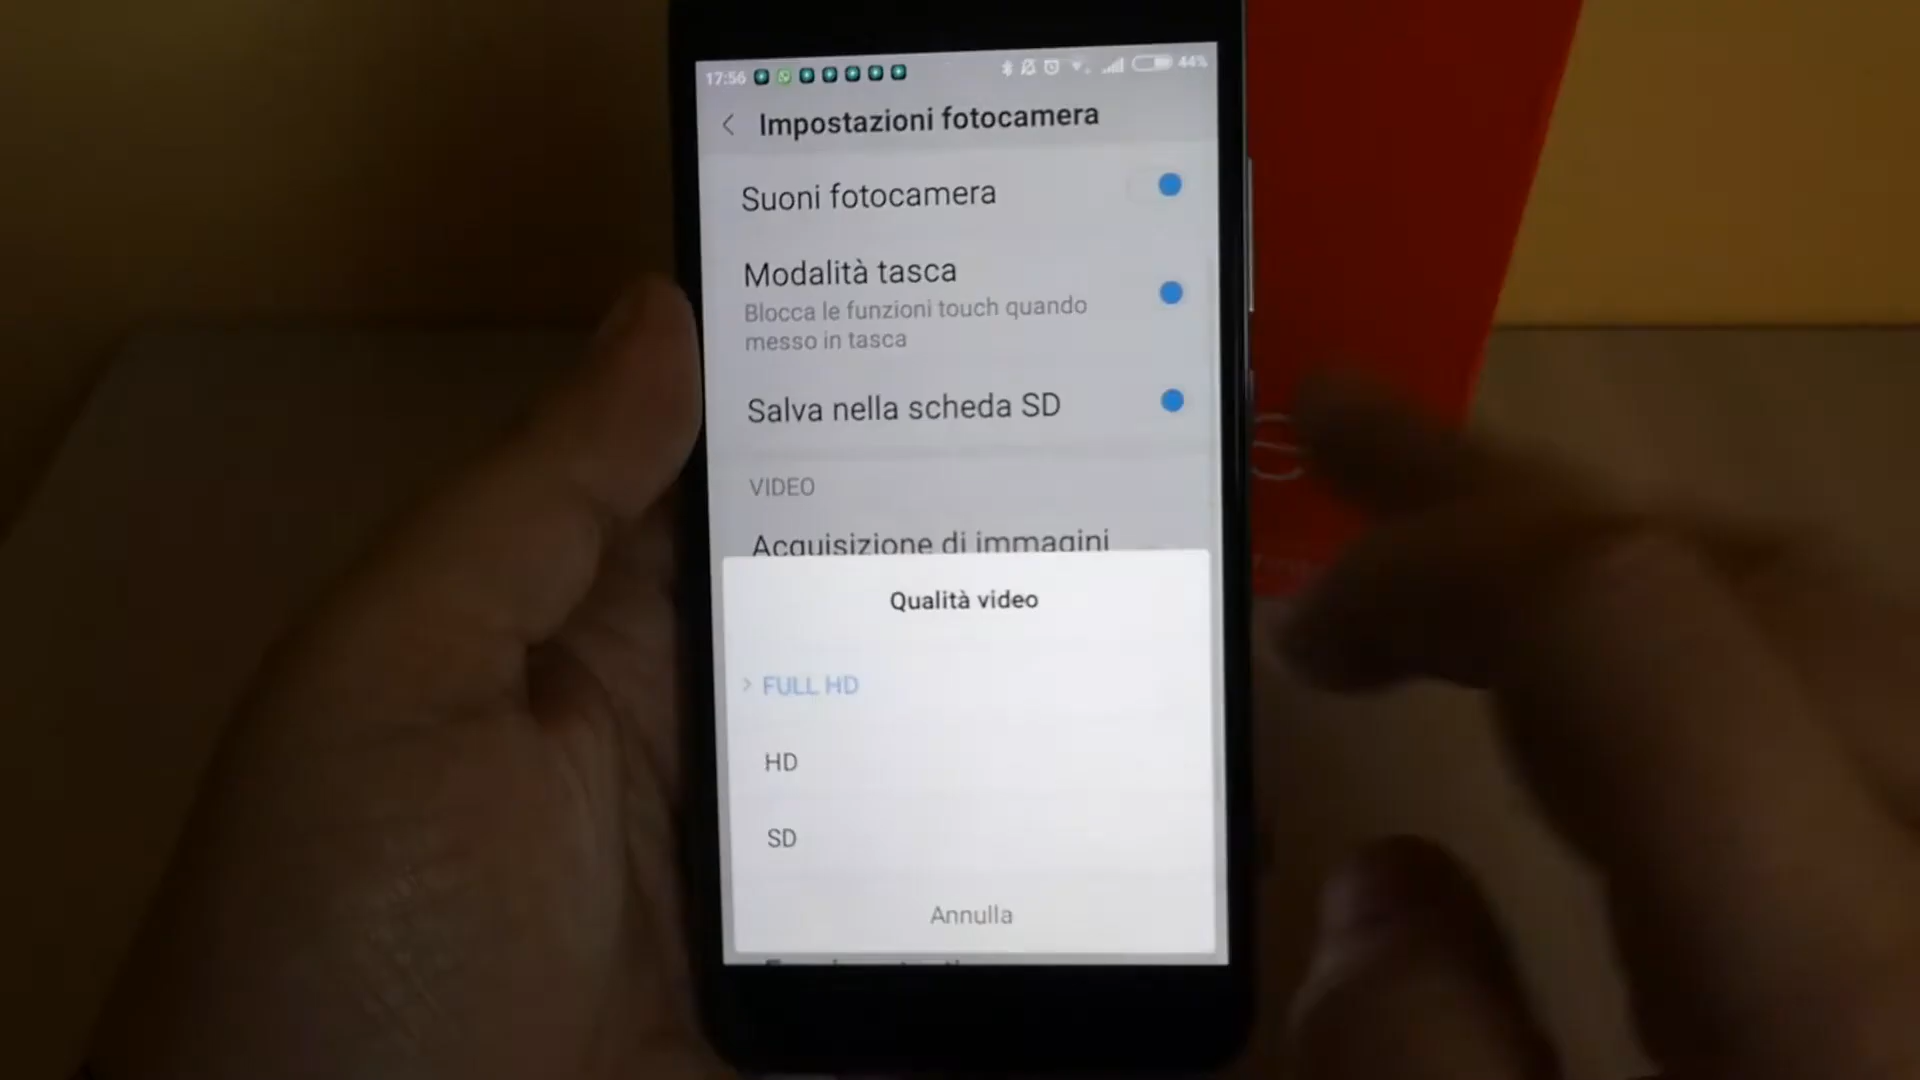 17:56 44%
Impostazioni fotocamera
Suoni fotocamera
Modalità tasca
Blocca le funzioni touch quando
messo in tasca
Salva nella scheda SD
VIDEO
Acquisizione di immagini
Qualità video
FULL HD
HD
SD
Annulla